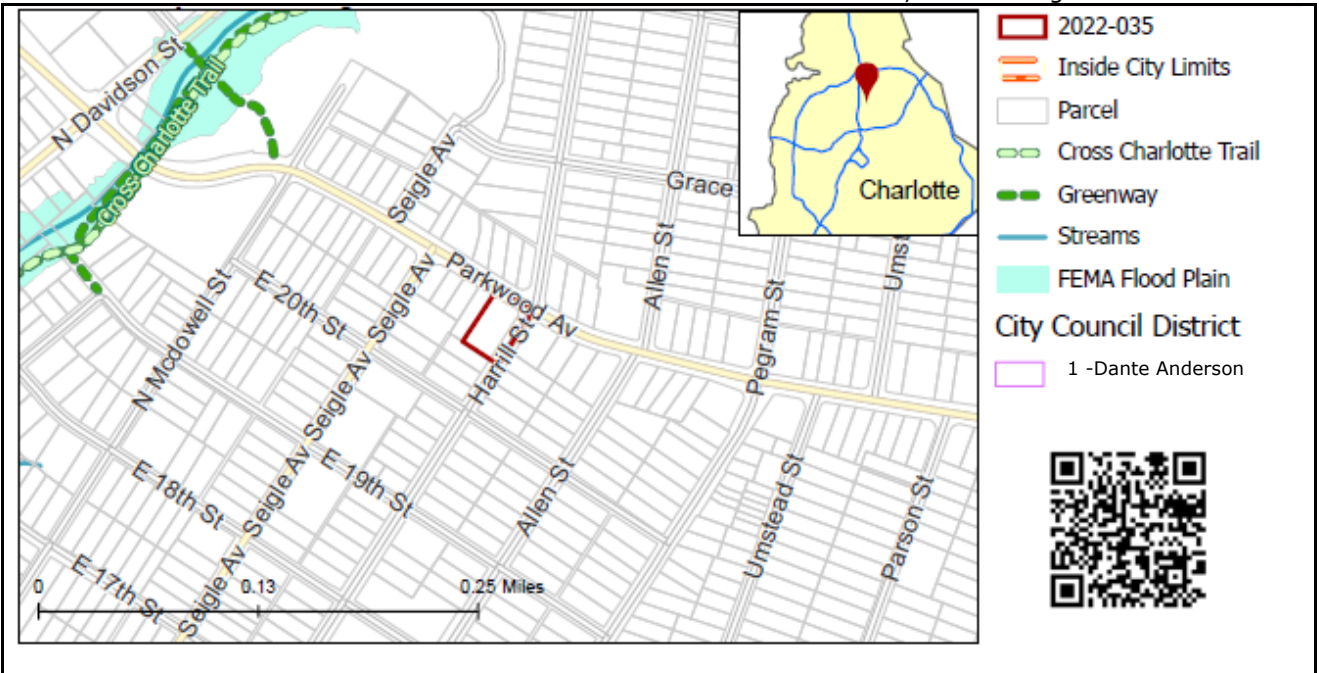 2022-035
Inside City Limits
Parcel
Cross Charlotte Trail
Greenway
Streams
FEMA Flood Plain
City Council District
1 -Dante Anderson
Charlotte
N Davidson St
Cross Charlotte Trail
Seigle Av
Grace
Allen St
Pegram St
Parkwood Av
Seigle Av
E 20th St
N Mcdowell St
Seigle Av
Harrill St
Seigle Av
E 19th St
E 18th St
Seigle Av
Allen St
Umstead St
Parson St
E 17th St
Seigle Av
0 0.13 0.25 Miles